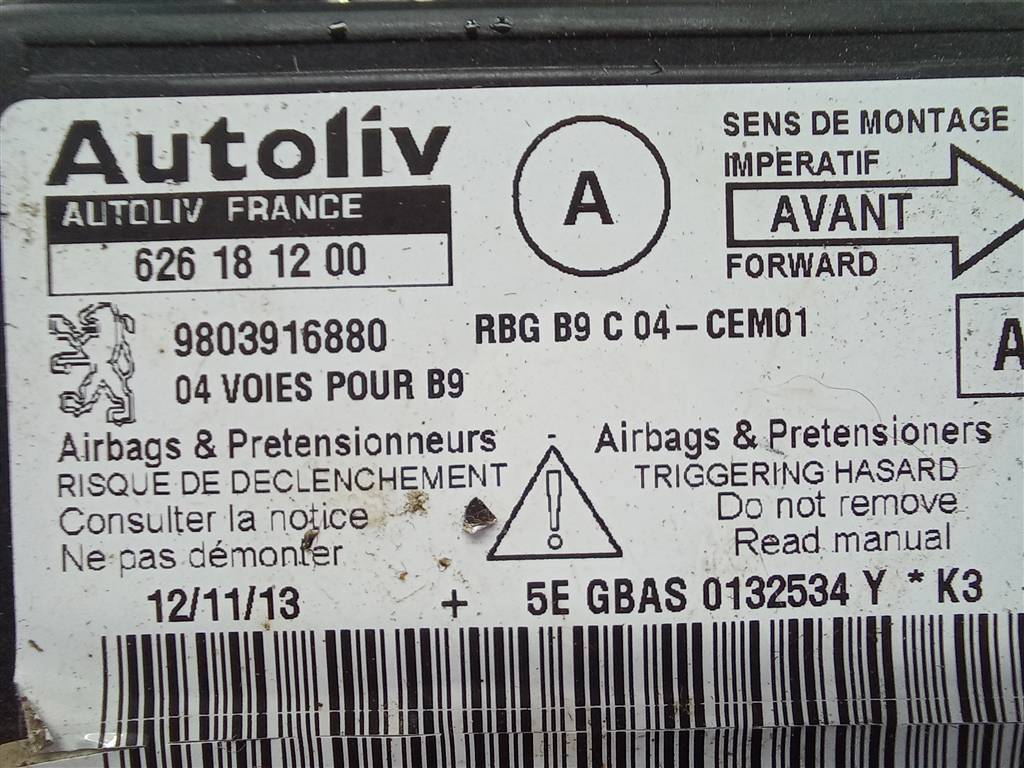 Autoliv
AUTOLIV FRANCE
626 18 12 00
A
SENS DE MONTAGE
IMPERATIF
AVANT
FORWARD
9803916880
RBG B9 C 04-CEM01
A
04 VOIES POUR B9
Airbags & Pretensionneurs
RISQUE DE DECLENCHEMENT
Consulter la notice
Ne pas démonter
!
Airbags & Pretensioners
TRIGGERING HASARD
Do not remove
Read manual
12/11/13 + 5E GBAS 0132534 Y * K3